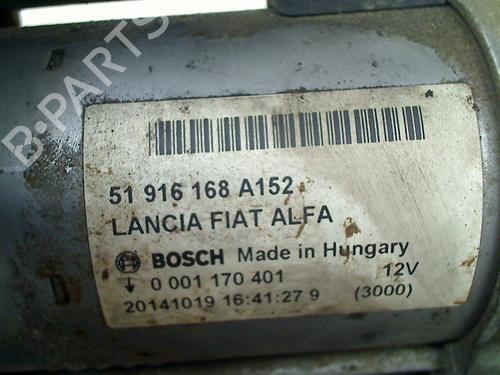 B-PARTS
51 916 168 A152
LANCIA FIAT ALFA
BOSCH Made in Hungary
0 001 170 401 12V
20141019 16:41:27 9 (3000)